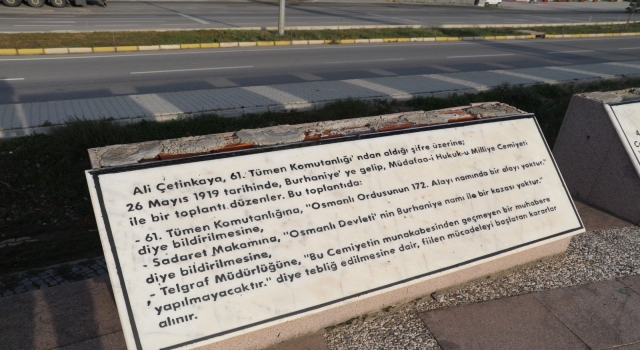 Ali Çetinkaya, 61. Tümen Komutanlığı' ndan aldığı şifre üzerine;
26 Mayıs 1919 tarihinde, Burhaniye' ye gelip, Müdafaa-i Hukuk-u Milliye Cemiyeti
ile bir toplantı düzenler. Bu toplantıda:
- 61. Tümen Komutanlığına, "Osmanlı Ordusunun 172. Alayı namında bir alayı yoktur."
diye bildirilmesine,
- Sadaret Makamına, "Osmanlı Devleti' nin Burhaniye namı ile bir kazası yoktur."
diye bildirilmesine,
- Telgraf Müdürlüğüne, "Bu Cemiyetin munakabesinden geçmeyen bir muhabere
yapılmayacaktır." diye tebliğ edilmesine dair, fiilen mücadeleyi başlatan kararlar
alınır.